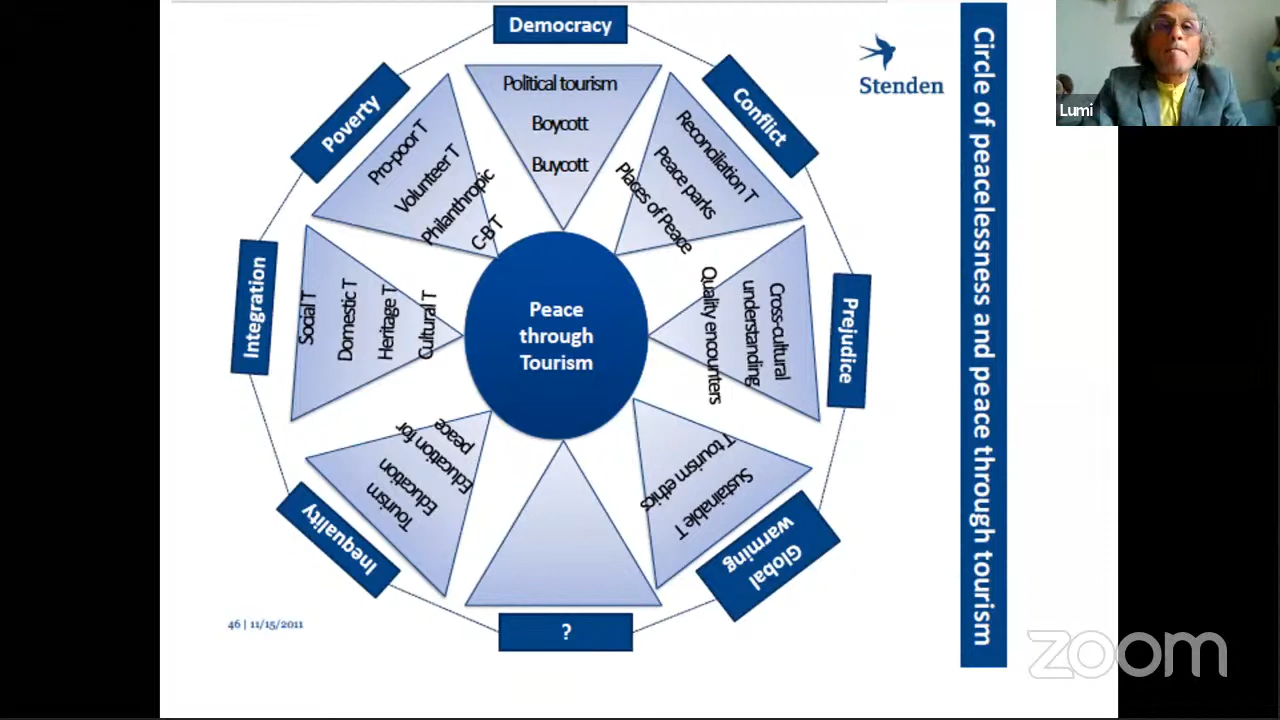 Democracy
Political tourism
Boycott
Buycott
Conflict
Reconciliation T
Peace parks
Places of Peace
Prejudice
Cross-cultural
understanding
Quality encounters
Global
warming
Sustainable T
T tourism ethics
?
Inequality
Tourism
Education
Education for
peace
Integration
Social T
Domestic T
Heritage T
Cultural T
Poverty
Pro-poor T
Volunteer T
Philanthropic
C-B T
Peace
through
Tourism
Stenden
Circle of peacelessness and peace through tourism
46 | 11/15/2011
Lumi
zoom